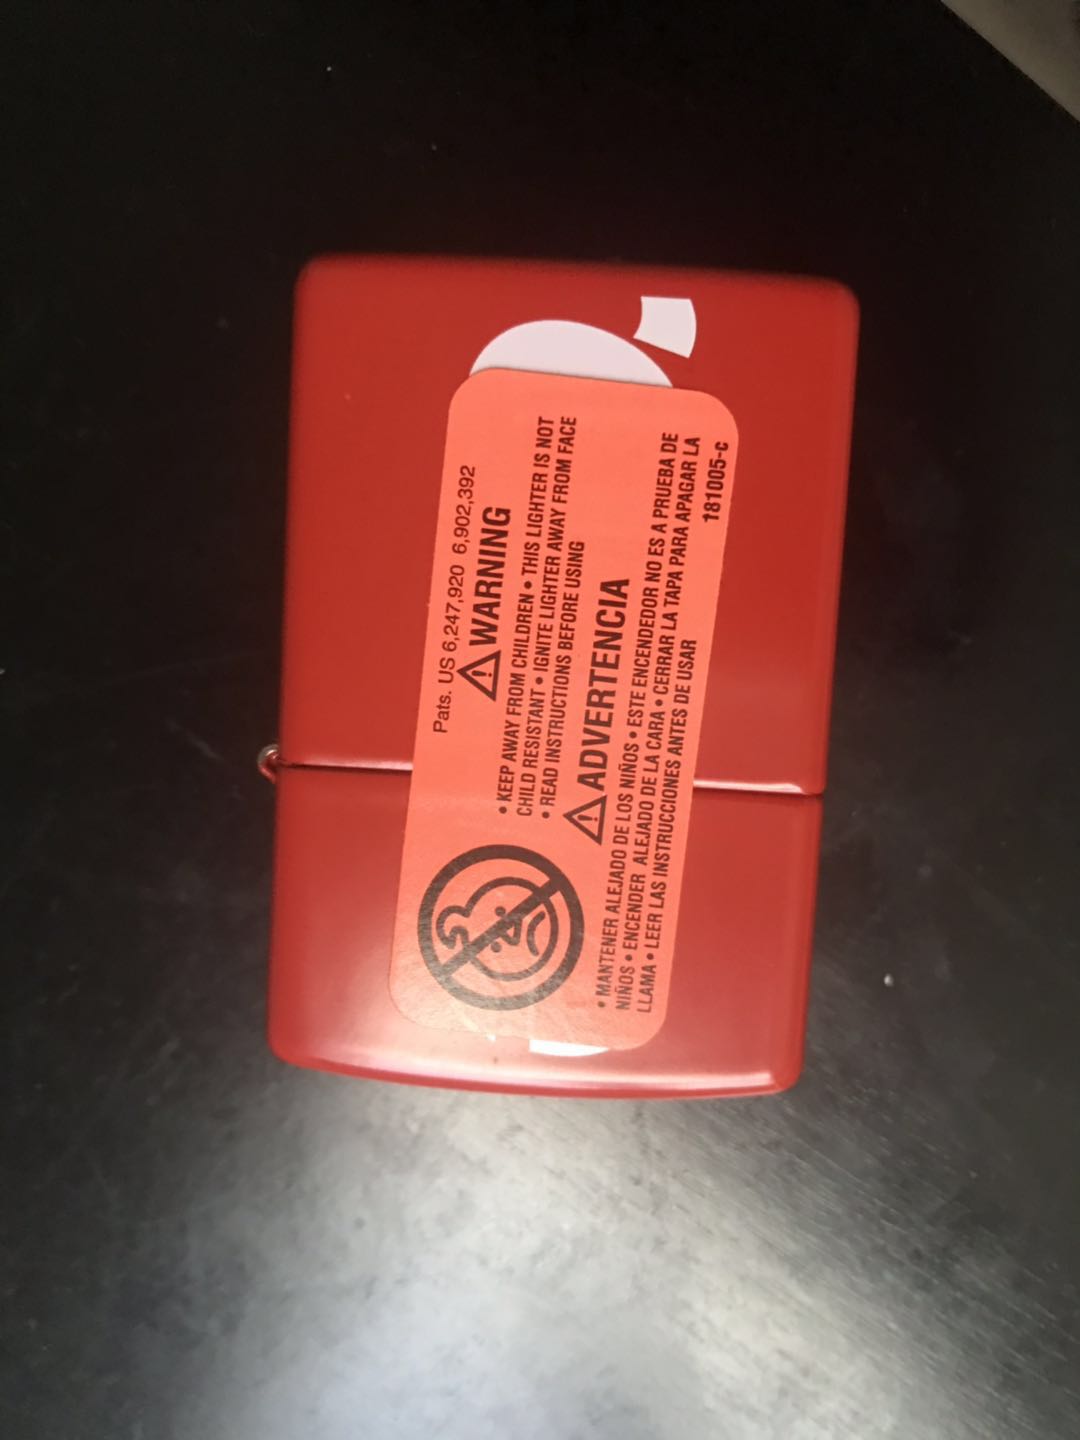 Pats. US 6,247,920 6,902,392
⚠WARNING
• KEEP AWAY FROM CHILDREN • THIS LIGHTER IS NOT
CHILD RESISTANT • IGNITE LIGHTER AWAY FROM FACE
• READ INSTRUCTIONS BEFORE USING
⚠ADVERTENCIA
• MANTENER ALEJADO DE LOS NIÑOS • ESTE ENCENDEDOR NO ES A PRUEBA DE
NIÑOS • ENCENDER ALEJADO DE LA CARA • CERRAR LA TAPA PARA APAGAR LA
LLAMA • LEER LAS INSTRUCCIONES ANTES DE USAR
181005-c